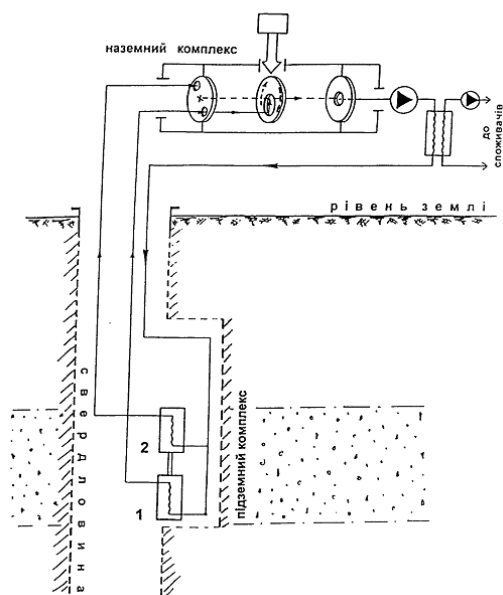 наземний комплекс
до
споживачів
рівень землі
свердловина
підземний комплекс
2
1